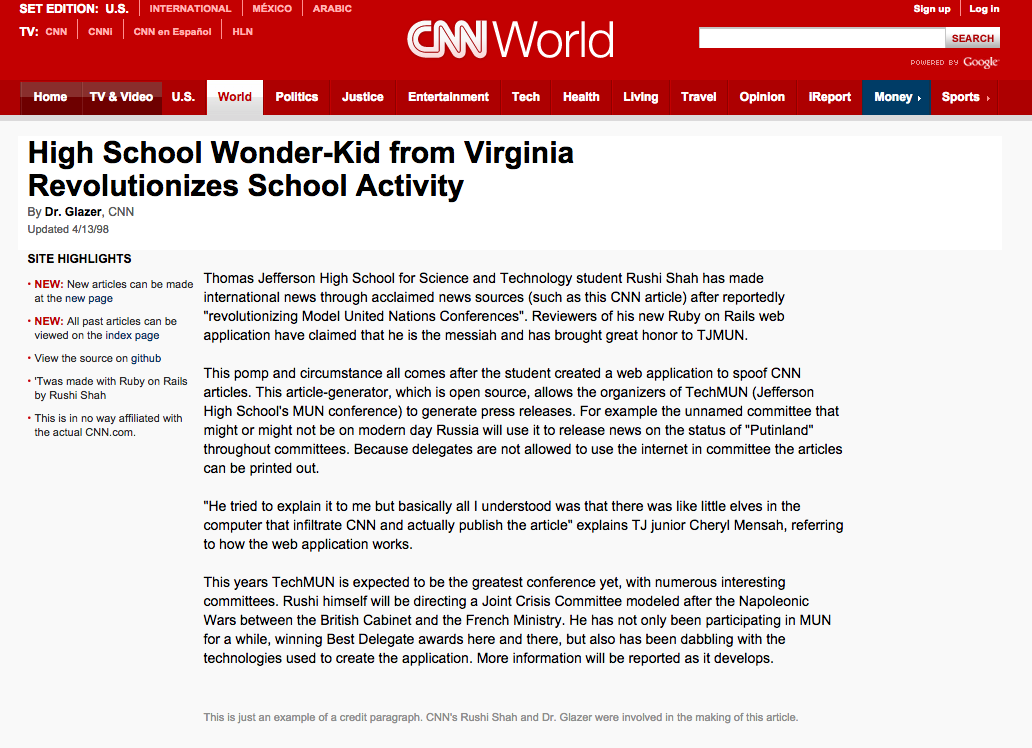 SET EDITION: U.S. INTERNATIONAL MÉXICO ARABIC
Sign up Log in
TV: CNN CNNi CNN en Español HLN
CNN World
SEARCH
POWERED BY Google
Home TV & Video U.S. World Politics Justice Entertainment Tech Health Living Travel Opinion iReport Money Sports
High School Wonder-Kid from Virginia
Revolutionizes School Activity
By Dr. Glazer, CNN
Updated 4/13/98
SITE HIGHLIGHTS
• NEW: New articles can be made
at the new page
• NEW: All past articles can be
viewed on the index page
• View the source on github
• 'Twas made with Ruby on Rails
by Rushi Shah
• This is in no way affiliated with
the actual CNN.com.
Thomas Jefferson High School for Science and Technology student Rushi Shah has made
international news through acclaimed news sources (such as this CNN article) after reportedly
"revolutionizing Model United Nations Conferences". Reviewers of his new Ruby on Rails web
application have claimed that he is the messiah and has brought great honor to TJMUN.
This pomp and circumstance all comes after the student created a web application to spoof CNN
articles. This article-generator, which is open source, allows the organizers of TechMUN (Jefferson
High School's MUN conference) to generate press releases. For example the unnamed committee that
might or might not be on modern day Russia will use it to release news on the status of "Putinland"
throughout committees. Because delegates are not allowed to use the internet in committee the articles
can be printed out.
"He tried to explain it to me but basically all I understood was that there was like little elves in the
computer that infiltrate CNN and actually publish the article" explains TJ junior Cheryl Mensah, referring
to how the web application works.
This years TechMUN is expected to be the greatest conference yet, with numerous interesting
committees. Rushi himself will be directing a Joint Crisis Committee modeled after the Napoleonic
Wars between the British Cabinet and the French Ministry. He has not only been participating in MUN
for a while, winning Best Delegate awards here and there, but also has been dabbling with the
technologies used to create the application. More information will be reported as it develops.
This is just an example of a credit paragraph. CNN's Rushi Shah and Dr. Glazer were involved in the making of this article.